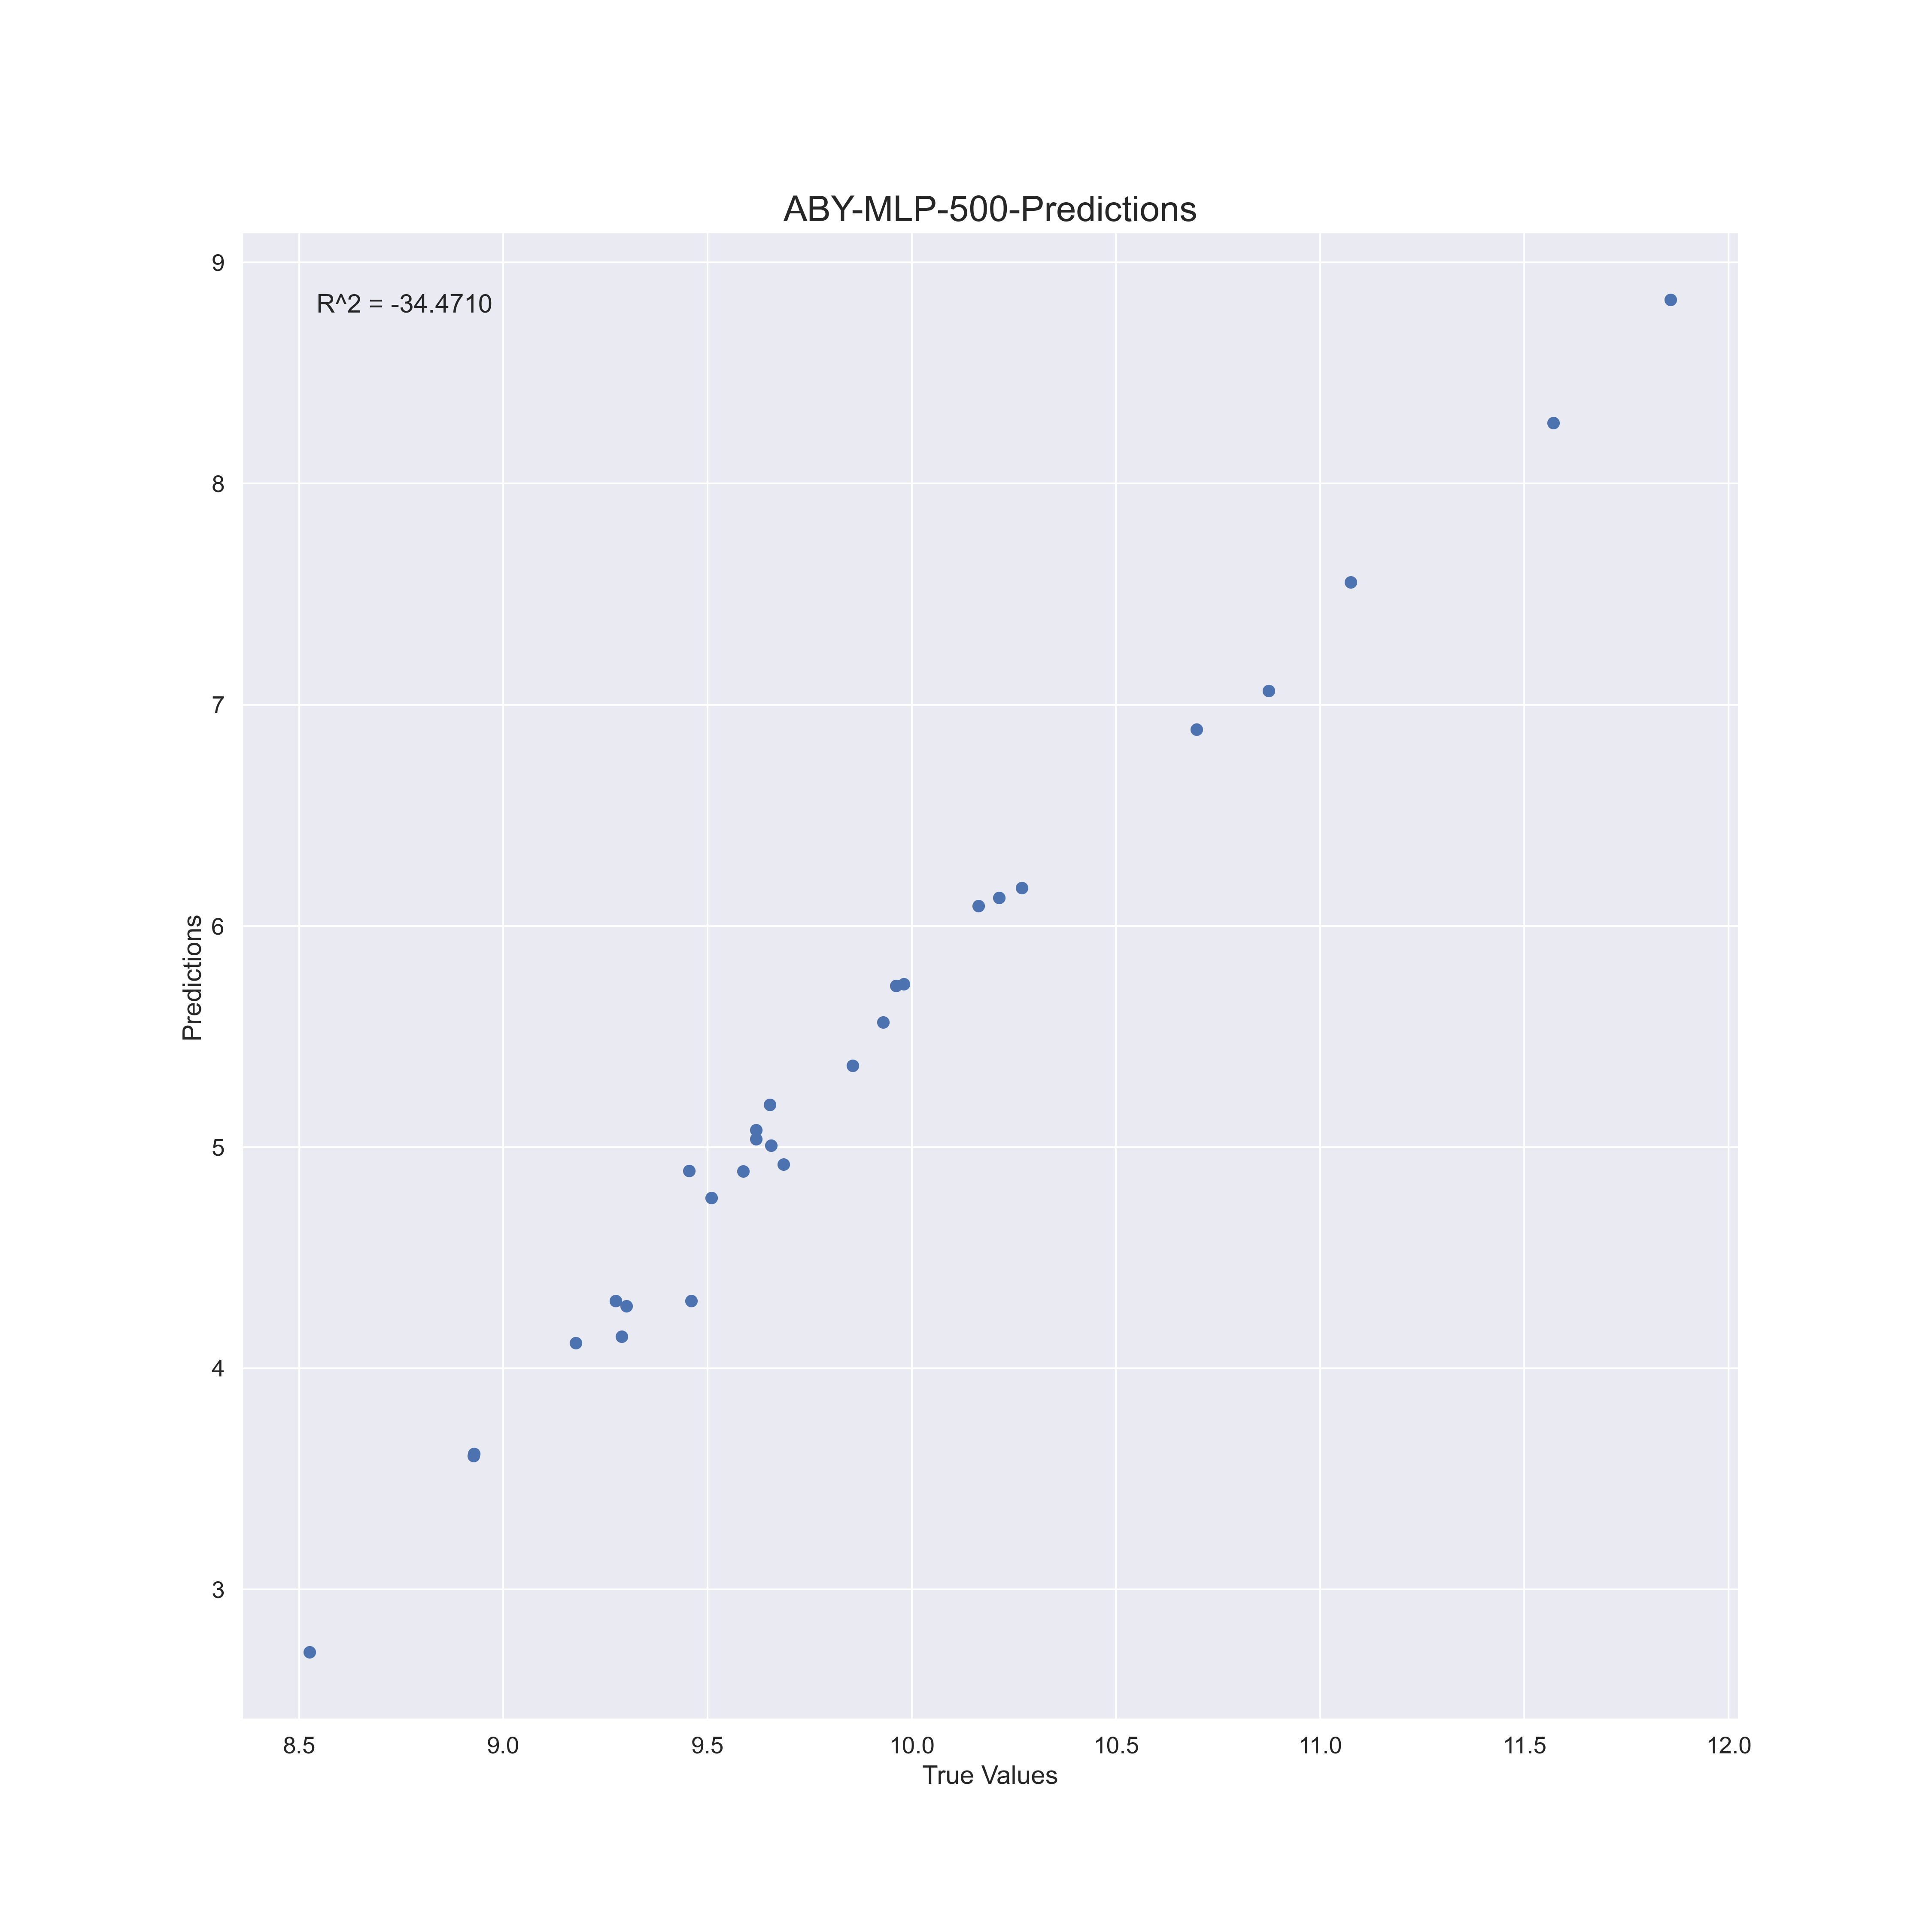 ABY-MLP-500-Predictions
R^2 = -34.4710
9
8
7
6
5
4
3
Predictions
8.5 9.0 9.5 10.0 10.5 11.0 11.5 12.0
True Values